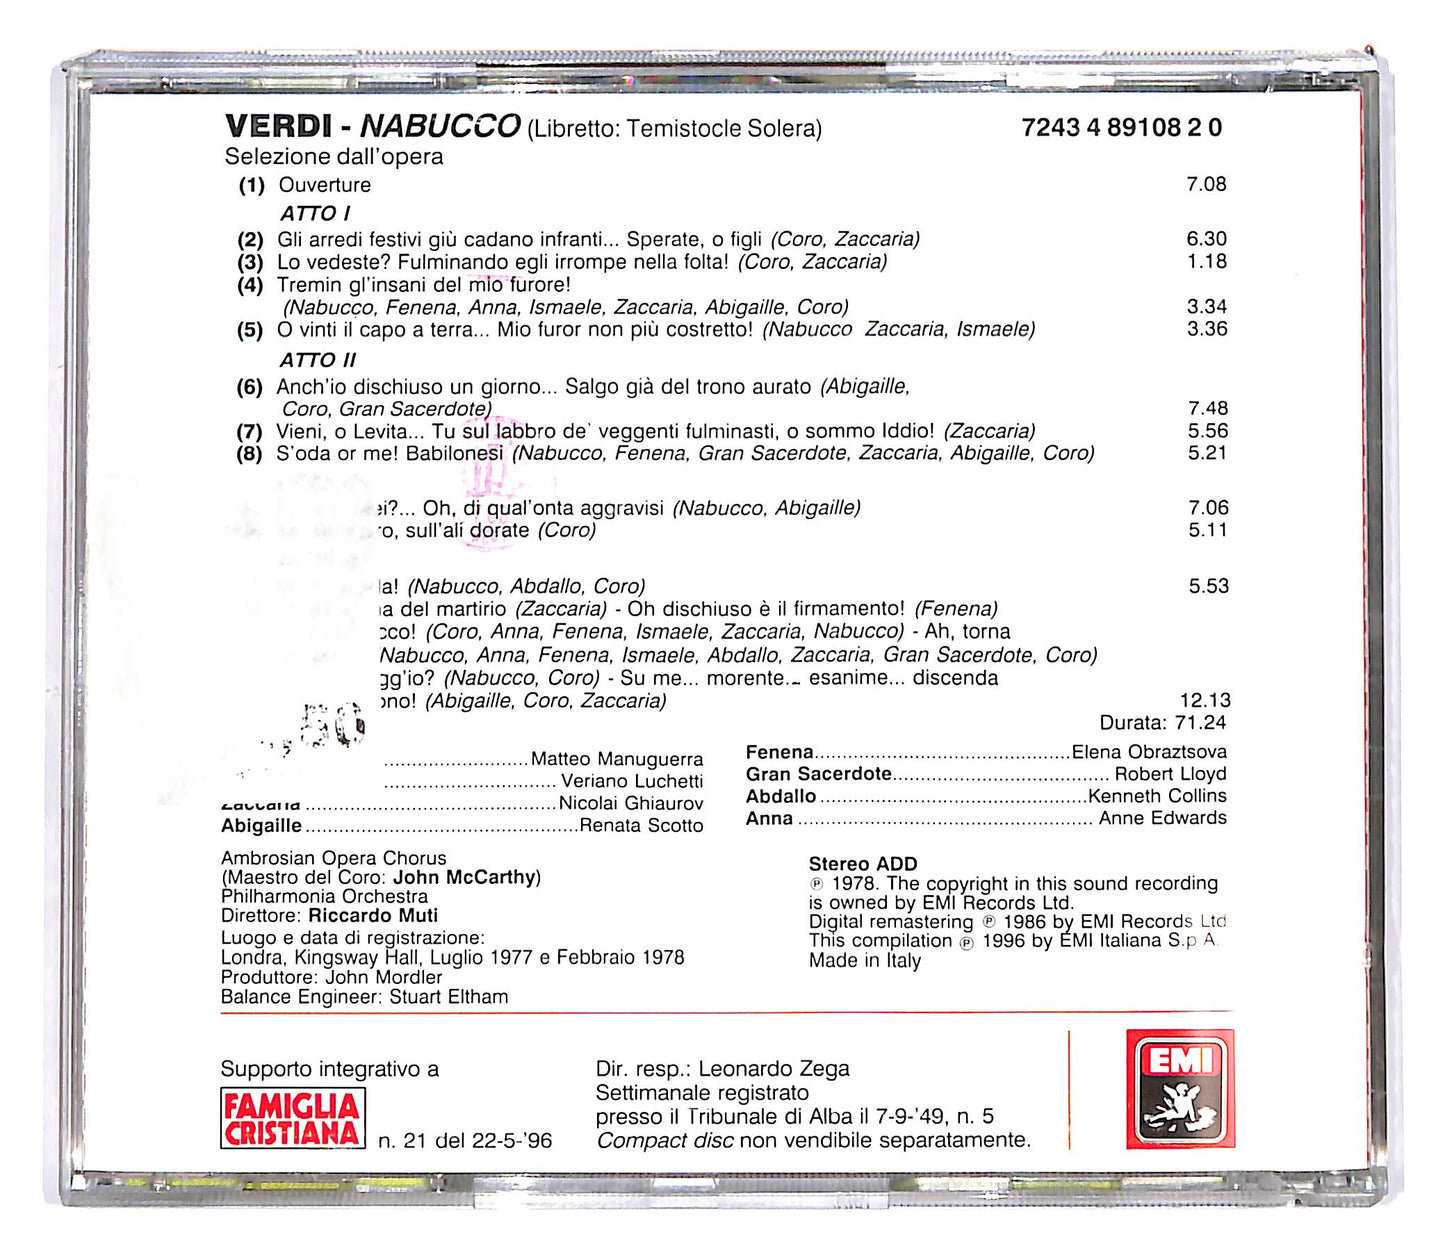 VERDI - NABUCCO (Libretto: Temistocle Solera) 7243 4 89108 2 0
Selezione dall'opera
(1) Ouverture 7.08
ATTO I
(2) Gli arredi festivi giù cadano infranti... Sperate, o figli (Coro, Zaccaria) 6.30
(3) Lo vedeste? Fulminando egli irrompe nella folta! (Coro, Zaccaria) 1.18
(4) Tremin gl'insani del mio furore!
(Nabucco, Fenena, Anna, Ismaele, Zaccaria, Abigaille, Coro) 3.34
(5) O vinti il capo a terra... Mio furor non più costretto! (Nabucco Zaccaria, Ismaele) 3.36
ATTO II
(6) Anch'io dischiuso un giorno... Salgo già del trono aurato (Abigaille,
Coro, Gran Sacerdote) 7.48
(7) Vieni, o Levita... Tu sul labbro de' veggenti fulminasti, o sommo Iddio! (Zaccaria) 5.56
(8) S'oda or me! Babilonesi (Nabucco, Fenena, Gran Sacerdote, Zaccaria, Abigaille, Coro) 5.21
Oh, di qual'onta aggravisi (Nabucco, Abigaille) 7.06
sull'ali dorate (Coro) 5.11
(Nabucco, Abdallo, Coro) 5.53
del martirio (Zaccaria) - Oh dischiuso è il firmamento! (Fenena)
(Coro, Anna, Fenena, Ismaele, Zaccaria, Nabucco) - Ah, torna
Nabucco, Anna, Fenena, Ismaele, Abdallo, Zaccaria, Gran Sacerdote, Coro)
(Nabucco, Coro) - Su me... morente... esanime... discenda
(Abigaille, Coro, Zaccaria) 12.13
Durata: 71.24
50
Matteo Manuguerra
Veriano Luchetti
Zaccaria Nicolai Ghiaurov
Abigaille Renata Scotto
Fenena Elena Obraztsova
Gran Sacerdote Robert Lloyd
Abdallo Kenneth Collins
Anna Anne Edwards
Ambrosian Opera Chorus
(Maestro del Coro: John McCarthy)
Philharmonia Orchestra
Direttore: Riccardo Muti
Luogo e data di registrazione:
Londra, Kingsway Hall, Luglio 1977 e Febbraio 1978
Produttore: John Mordler
Balance Engineer: Stuart Eltham
Stereo ADD
℗ 1978. The copyright in this sound recording
is owned by EMI Records Ltd.
Digital remastering ℗ 1986 by EMI Records Ltd
This compilation ℗ 1996 by EMI Italiana S.p A.
Made in Italy
Supporto integrativo a
FAMIGLIA
CRISTIANA n. 21 del 22-5-'96
Dir. resp.: Leonardo Zega
Settimanale registrato
presso il Tribunale di Alba il 7-9-'49, n. 5
Compact disc non vendibile separatamente.
EMI